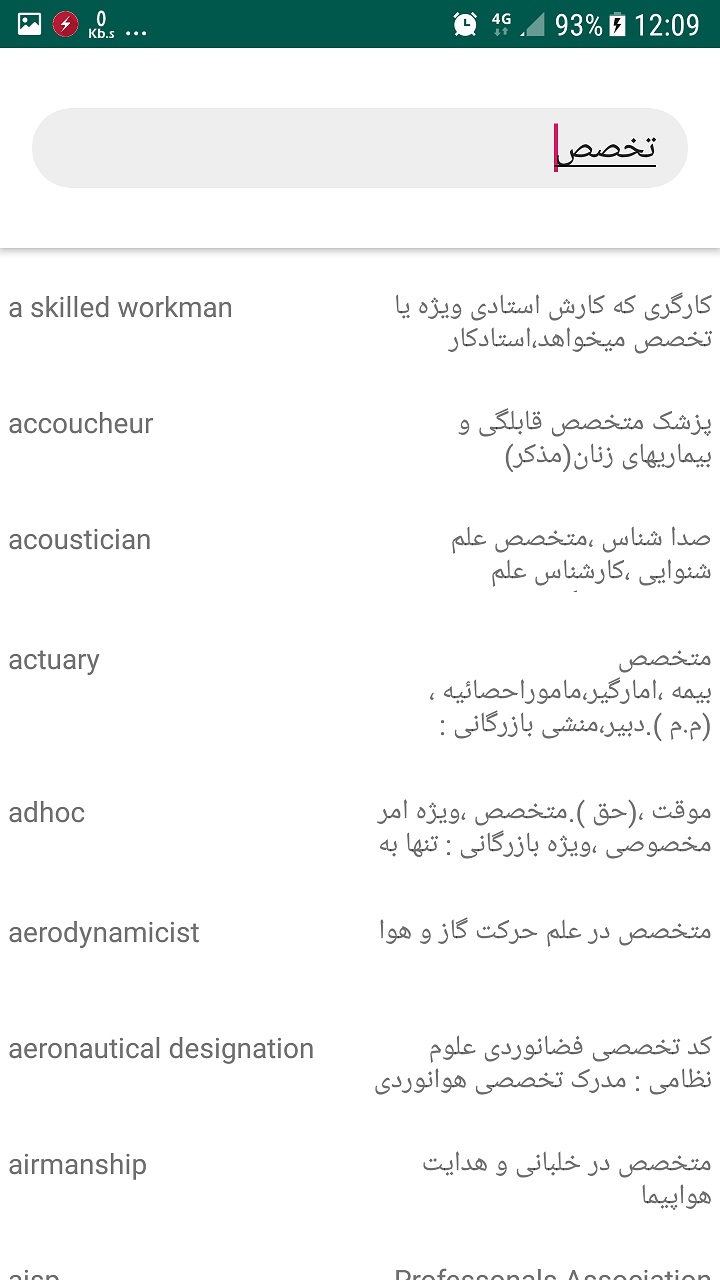 0
Kb.s
...
4G
93%
12:09
تخصص
a skilled workman
کارگری که کارش استادی ویژه یا
تخصص میخواهد،استادکار
accoucheur
پزشک متخصص قابلگی و
بیماریهای زنان(مذکر)
acoustician
صدا شناس ،متخصص علم
شنوایی ،کارشناس علم
actuary
متخصص
بیمه ،امارگیر،ماموراحصائیه ،
(م.م ).دبیر،منشی بازرگانی :
adhoc
موقت ،(حق ).متخصص ،ویژه امر
مخصوصی ،ویژه بازرگانی : تنها به
aerodynamicist
متخصص در علم حرکت گاز و هوا
aeronautical designation
کد تخصصی فضانوردی علوم
نظامی : مدرک تخصصی هوانوردی
airmanship
متخصص در خلبانی و هدایت
هواپیما
aisp
Professonals Association